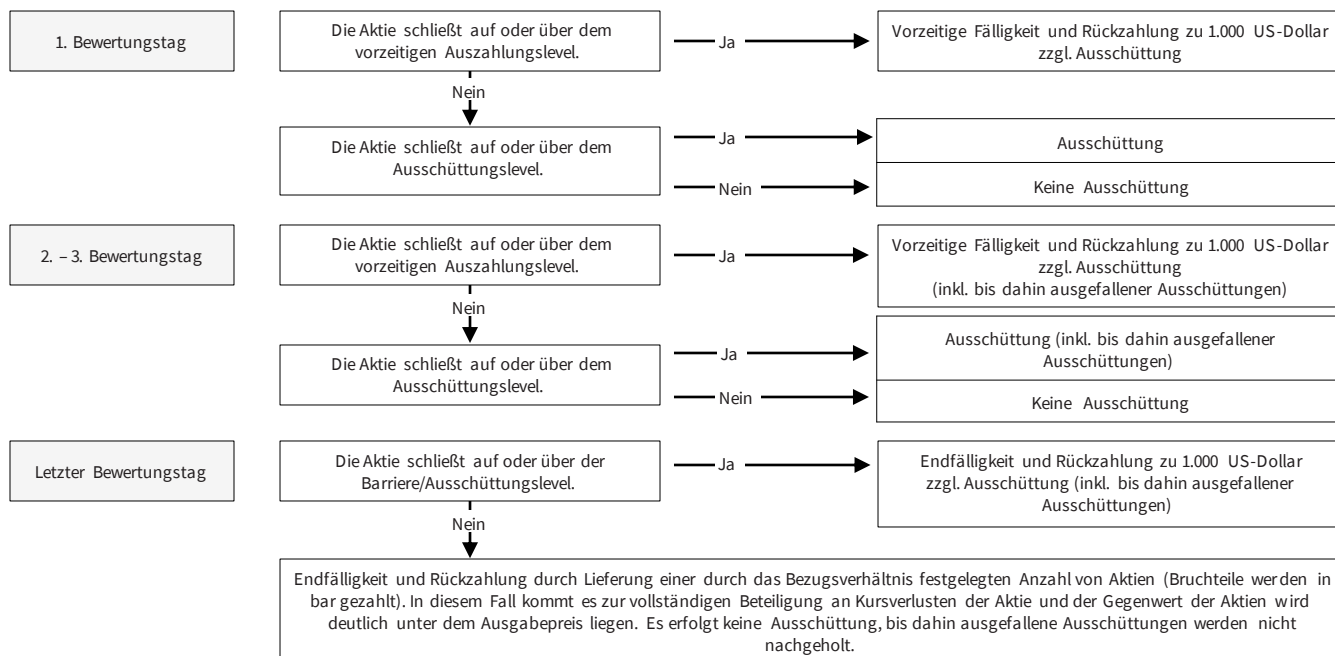 1. Bewertungstag
Die Aktie schließt auf oder über dem
vorzeitigen Auszahlungslevel.
Ja
Vorzeitige Fälligkeit und Rückzahlung zu 1.000 US-Dollar
zzgl. Ausschüttung
Nein
Die Aktie schließt auf oder über dem
Ausschüttungslevel.
Ja
Ausschüttung
Nein
Keine Ausschüttung
2. – 3. Bewertungstag
Die Aktie schließt auf oder über dem
vorzeitigen Auszahlungslevel.
Ja
Vorzeitige Fälligkeit und Rückzahlung zu 1.000 US-Dollar
zzgl. Ausschüttung
(inkl. bis dahin ausgefallener Ausschüttungen)
Nein
Die Aktie schließt auf oder über dem
Ausschüttungslevel.
Ja
Ausschüttung (inkl. bis dahin ausgefallener
Ausschüttungen)
Nein
Keine Ausschüttung
Letzter Bewertungstag
Die Aktie schließt auf oder über der
Barriere/Ausschüttungslevel.
Ja
Endfälligkeit und Rückzahlung zu 1.000 US-Dollar
zzgl. Ausschüttung (inkl. bis dahin ausgefallener
Ausschüttungen)
Nein
Endfälligkeit und Rückzahlung durch Lieferung einer durch das Bezugsverhältnis festgelegten Anzahl von Aktien (Bruchteile werden in
bar gezahlt). In diesem Fall kommt es zur vollständigen Beteiligung an Kursverlusten der Aktie und der Gegenwert der Aktien wird
deutlich unter dem Ausgabepreis liegen. Es erfolgt keine Ausschüttung, bis dahin ausgefallene Ausschüttungen werden nicht
nachgeholt.